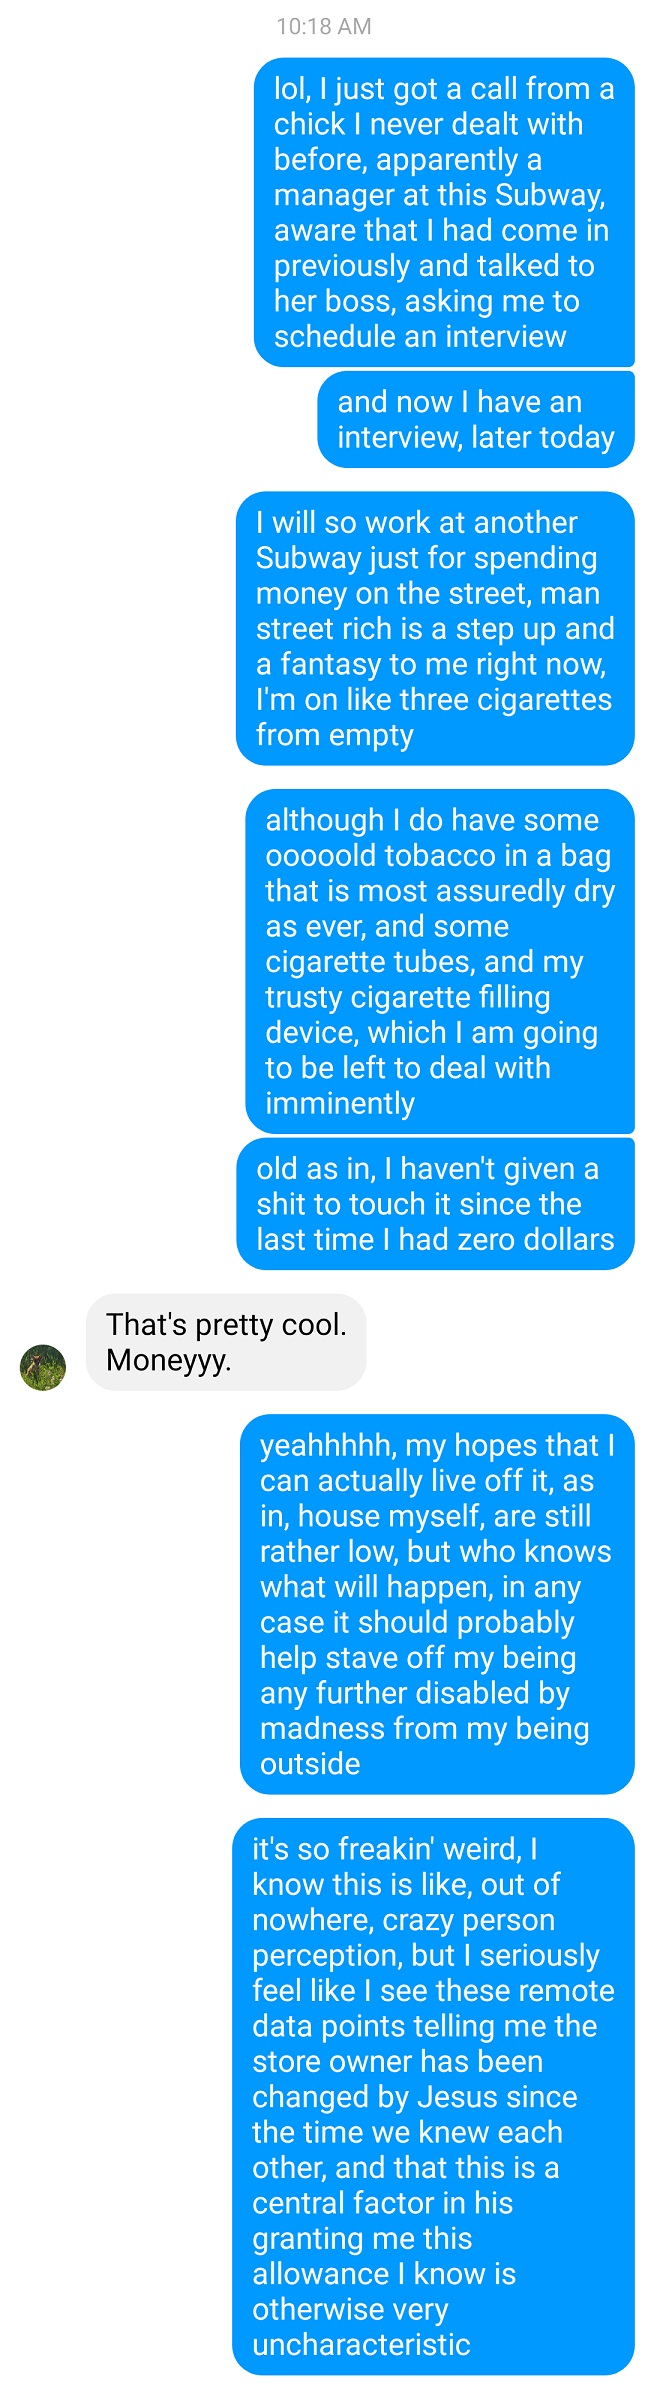 10:18 AM
lol, I just got a call from a
chick I never dealt with
before, apparently a
manager at this Subway,
aware that I had come in
previously and talked to
her boss, asking me to
schedule an interview
and now I have an
interview, later today
I will so work at another
Subway just for spending
money on the street, man
street rich is a step up and
a fantasy to me right now,
I'm on like three cigarettes
from empty
although I do have some
ooooold tobacco in a bag
that is most assuredly dry
as ever, and some
cigarette tubes, and my
trusty cigarette filling
device, which I am going
to be left to deal with
imminently
old as in, I haven't given a
shit to touch it since the
last time I had zero dollars
That's pretty cool.
Moneyyy.
yeahhhhh, my hopes that I
can actually live off it, as
in, house myself, are still
rather low, but who knows
what will happen, in any
case it should probably
help stave off my being
any further disabled by
madness from my being
outside
it's so freakin' weird, I
know this is like, out of
nowhere, crazy person
perception, but I seriously
feel like I see these remote
data points telling me the
store owner has been
changed by Jesus since
the time we knew each
other, and that this is a
central factor in his
granting me this
allowance I know is
otherwise very
uncharacteristic